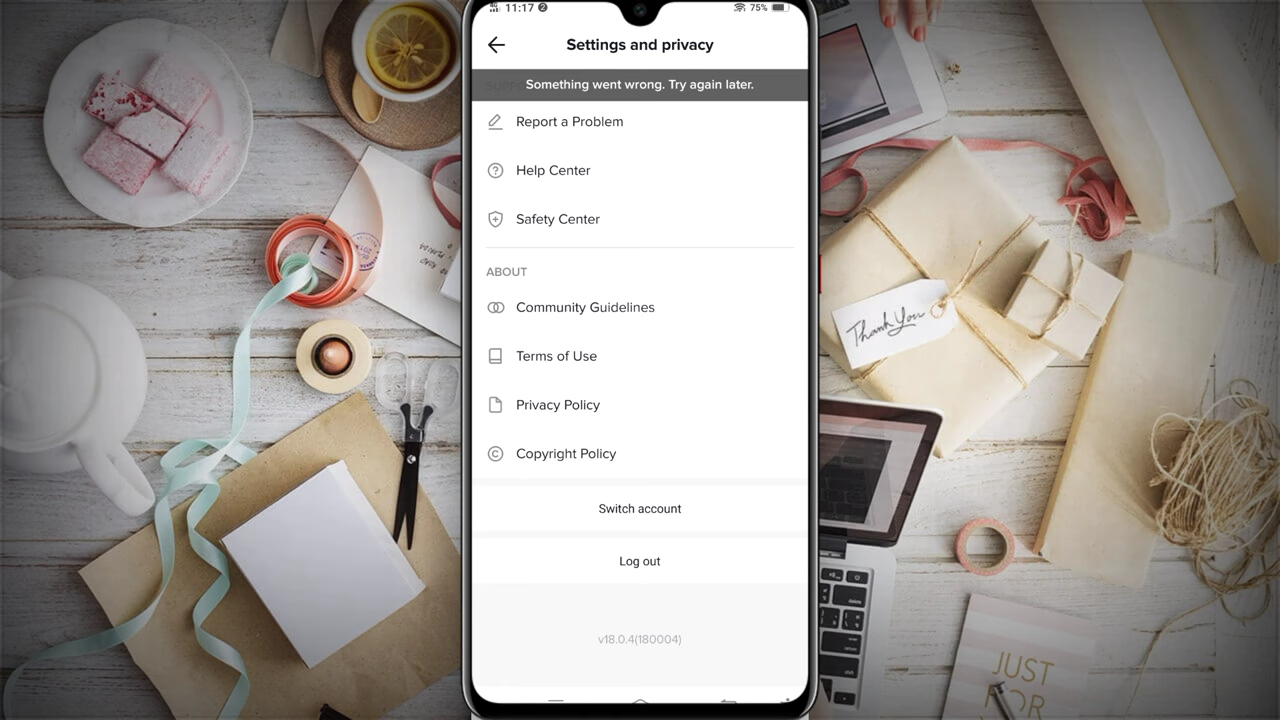 11:17 2
75%
Settings and privacy
Something went wrong. Try again later.
Report a Problem
Help Center
Safety Center
ABOUT
Community Guidelines
Terms of Use
Privacy Policy
Copyright Policy
Switch account
Log out
v18.0.4(180004)
Thank You
JUST
FOR